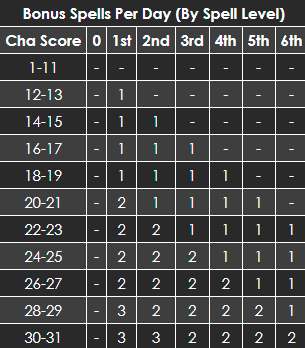 Bonus Spells Per Day (By Spell Level)
Cha Score 0 1st 2nd 3rd 4th 5th 6th
1-11 - - - - - - -
12-13 - 1 - - - - -
14-15 - 1 1 - - - -
16-17 - 1 1 1 - - -
18-19 - 1 1 1 1 - -
20-21 - 2 1 1 1 1 -
22-23 - 2 2 1 1 1 1
24-25 - 2 2 2 1 1 1
26-27 - 2 2 2 2 1 1
28-29 - 3 2 2 2 2 1
30-31 - 3 3 2 2 2 2